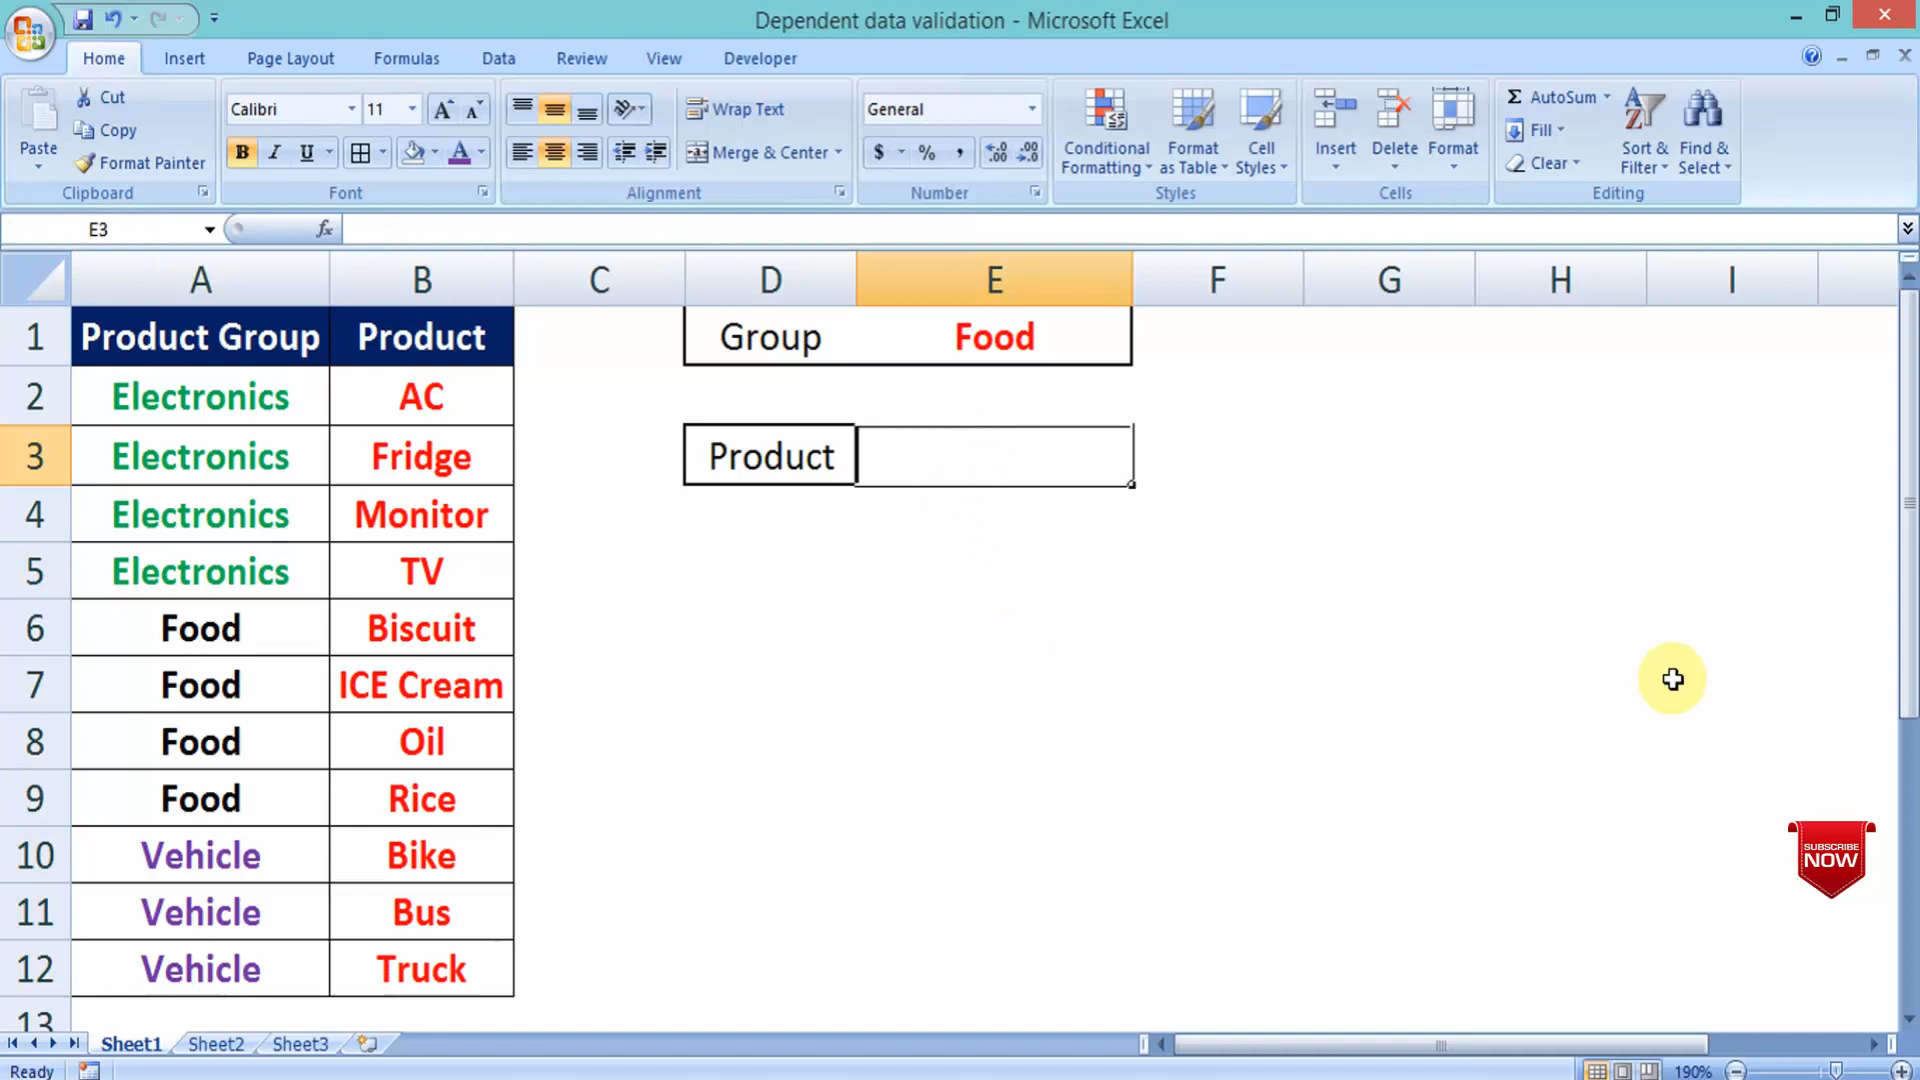 Dependent data validation - Microsoft Excel
Home Insert Page Layout Formulas Data Review View Developer
Paste
Cut
Copy
Format Painter
Clipboard
Calibri 11 A A
B I U A
Font
Wrap Text
Merge & Center
Alignment
General
$ % , .00 .00
Number
Conditional Formatting
Format as Table
Cell Styles
Styles
Insert Delete Format
Cells
Σ AutoSum
Fill
Clear
Sort & Filter
Find & Select
Editing
E3 fx
A B C D E F G H I
1 Product Group Product Group Food
2 Electronics AC
3 Electronics Fridge Product
4 Electronics Monitor
5 Electronics TV
6 Food Biscuit
7 Food ICE Cream
8 Food Oil
9 Food Rice
10 Vehicle Bike
11 Vehicle Bus
12 Vehicle Truck
13
SUBSCRIBE
NOW
Sheet1 Sheet2 Sheet3
Ready 190%